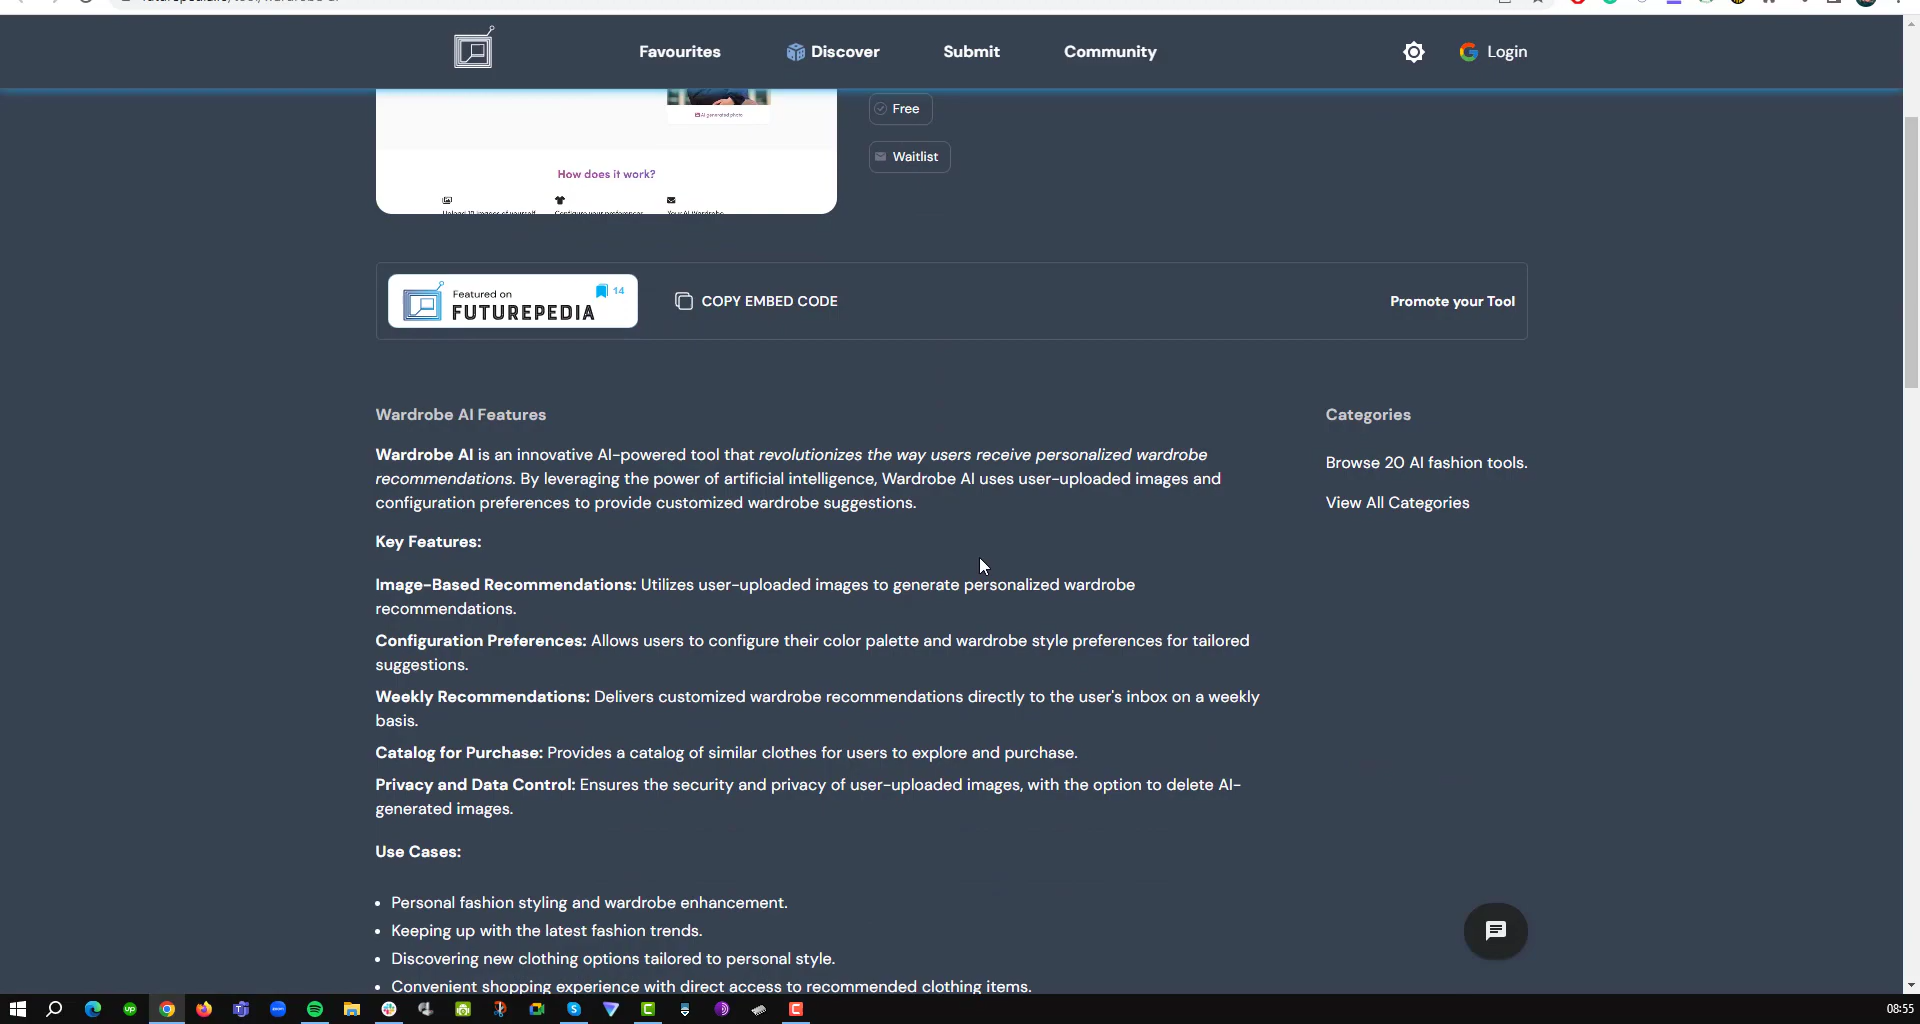 Favourites
Discover
Submit
Community
Login
AI generated photo
Free
Waitlist
How does it work?
Featured on
14
FUTUREPEDIA
COPY EMBED CODE
Promote your Tool
Wardrobe AI Features
Categories
Wardrobe AI is an innovative AI-powered tool that revolutionizes the way users receive personalized wardrobe
recommendations. By leveraging the power of artificial intelligence, Wardrobe AI uses user-uploaded images and
configuration preferences to provide customized wardrobe suggestions.
Browse 20 AI fashion tools.
View All Categories
Key Features:
Image-Based Recommendations: Utilizes user-uploaded images to generate personalized wardrobe
recommendations.
Configuration Preferences: Allows users to configure their color palette and wardrobe style preferences for tailored
suggestions.
Weekly Recommendations: Delivers customized wardrobe recommendations directly to the user's inbox on a weekly
basis.
Catalog for Purchase: Provides a catalog of similar clothes for users to explore and purchase.
Privacy and Data Control: Ensures the security and privacy of user-uploaded images, with the option to delete AI-
generated images.
Use Cases:
• Personal fashion styling and wardrobe enhancement.
• Keeping up with the latest fashion trends.
• Discovering new clothing options tailored to personal style.
• Convenient shopping experience with direct access to recommended clothing items.
08:55